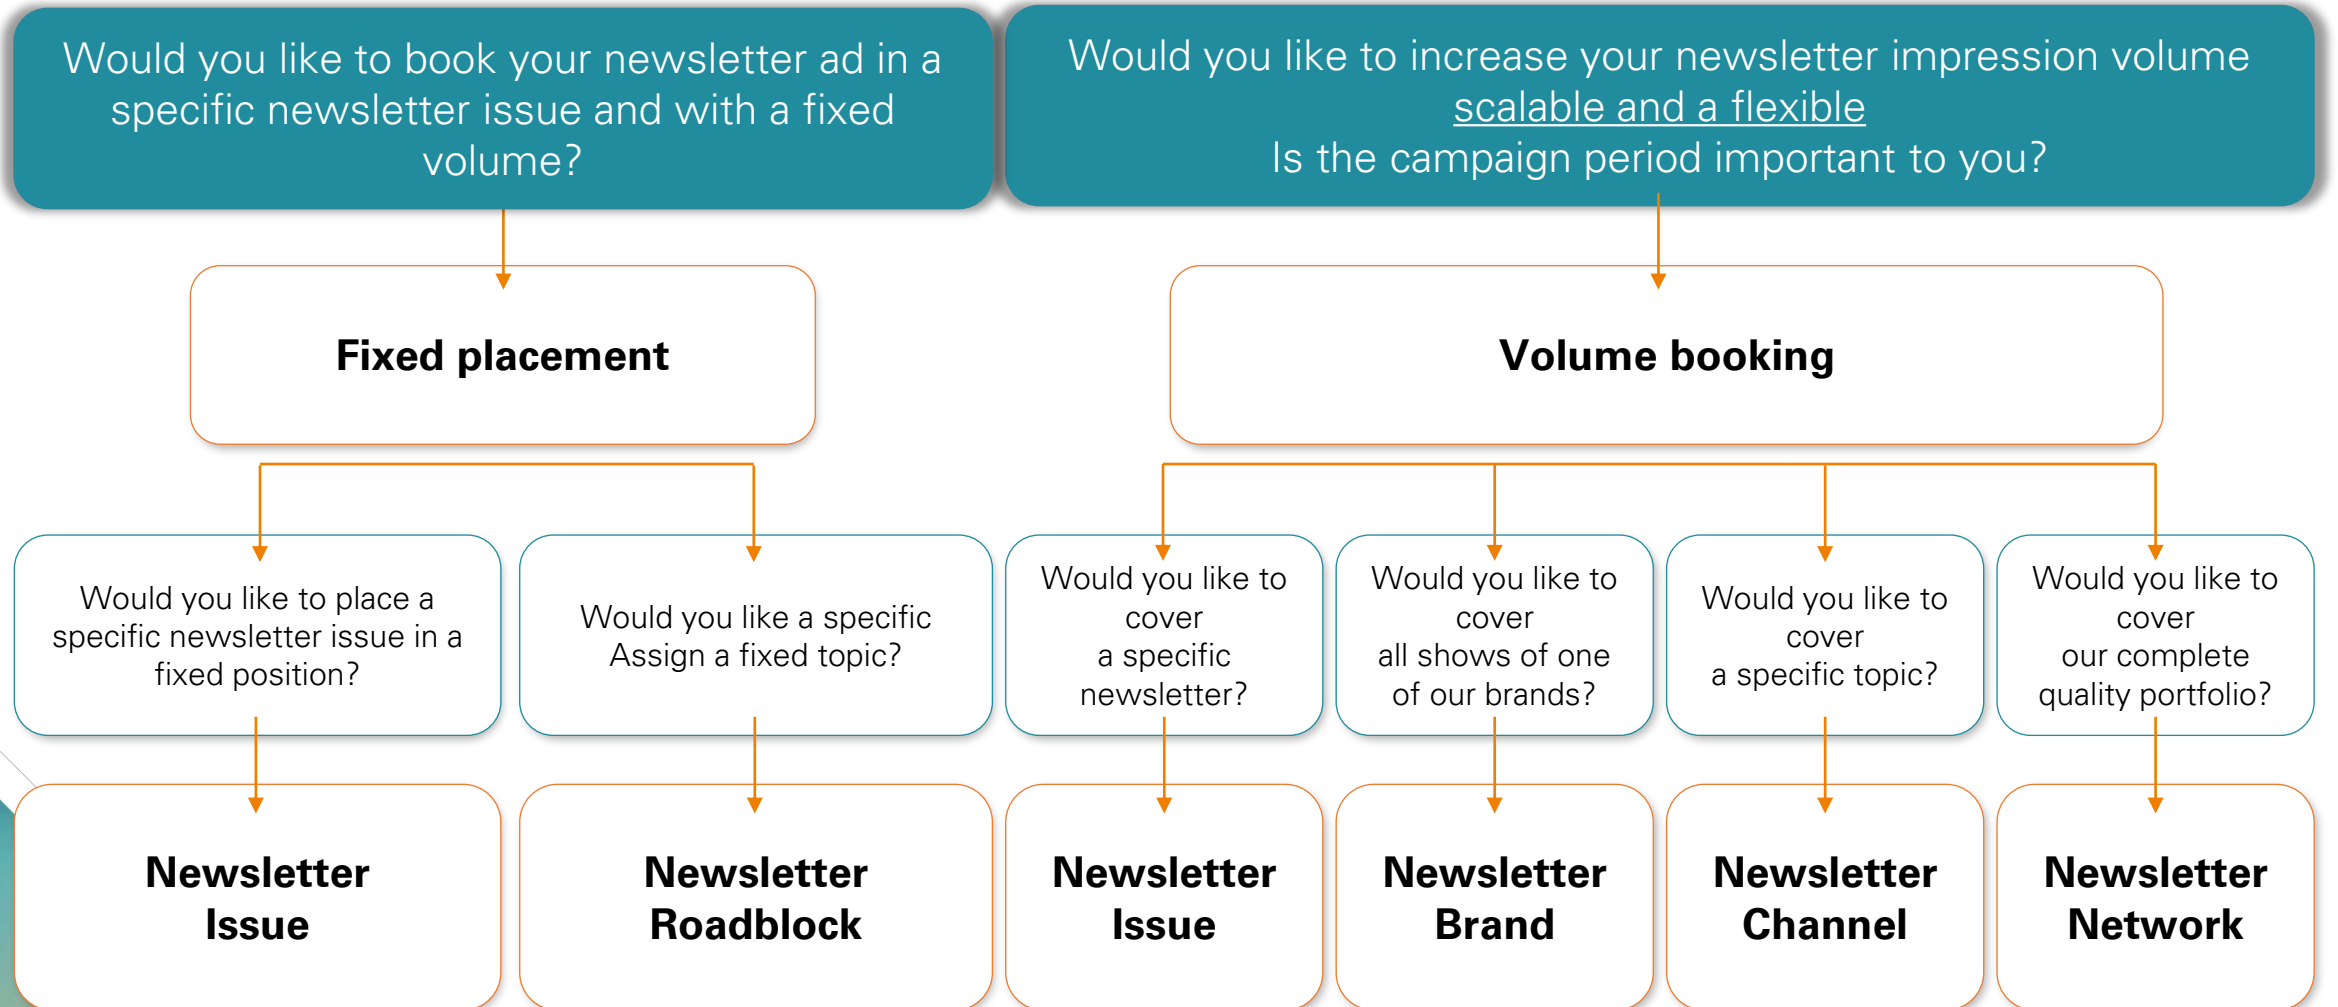 Would you like to book your newsletter ad in a
specific newsletter issue and with a fixed
volume?
Would you like to increase your newsletter impression volume
scalable and a flexible
Is the campaign period important to you?
Fixed placement
Volume booking
Would you like to place a
specific newsletter issue in a
fixed position?
Would you like a specific
Assign a fixed topic?
Would you like to
cover
a specific
newsletter?
Would you like to
cover
all shows of one
of our brands?
Would you like to
cover
a specific topic?
Would you like to
cover
our complete
quality portfolio?
Newsletter
Issue
Newsletter
Roadblock
Newsletter
Issue
Newsletter
Brand
Newsletter
Channel
Newsletter
Network